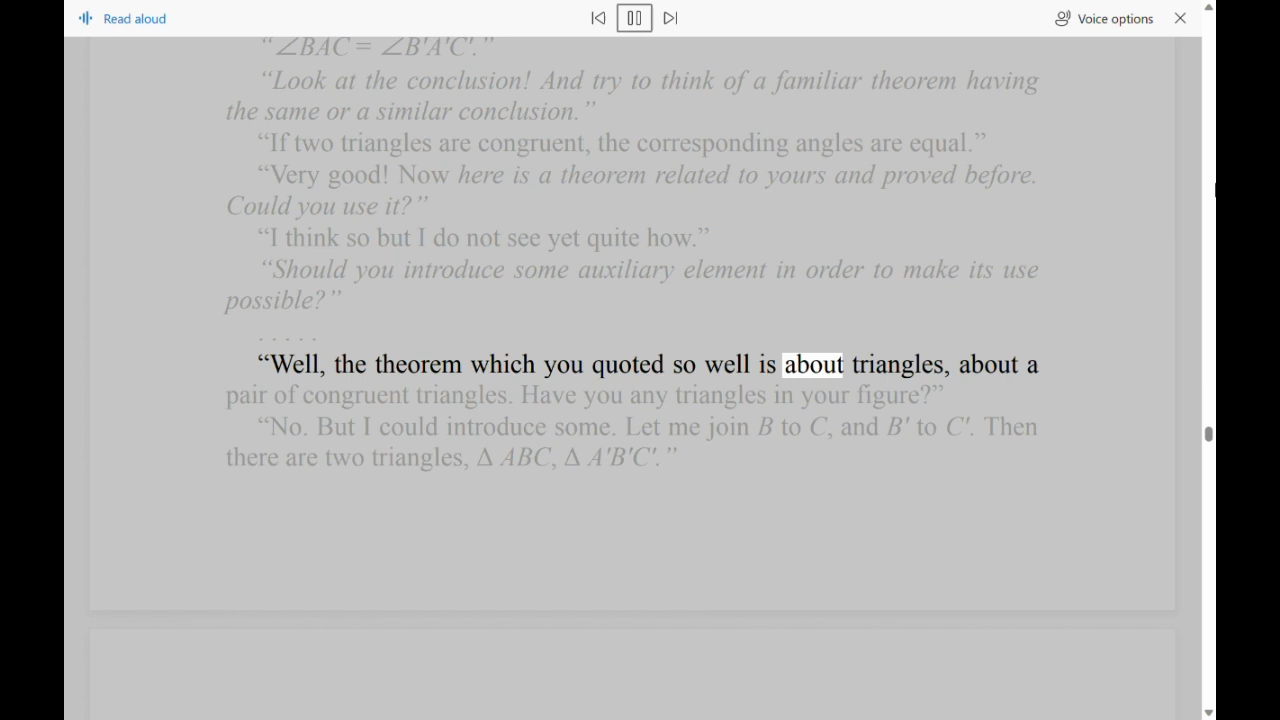 Read aloud
Voice options
“∠BAC = ∠B'A'C'.”
“Look at the conclusion! And try to think of a familiar theorem having
the same or a similar conclusion.”
“If two triangles are congruent, the corresponding angles are equal.”
“Very good! Now here is a theorem related to yours and proved before.
Could you use it?”
“I think so but I do not see yet quite how.”
“Should you introduce some auxiliary element in order to make its use
possible?”
. . . . .
“Well, the theorem which you quoted so well is about triangles, about a
pair of congruent triangles. Have you any triangles in your figure?”
“No. But I could introduce some. Let me join B to C, and B' to C'. Then
there are two triangles, Δ ABC, Δ A'B'C'.”